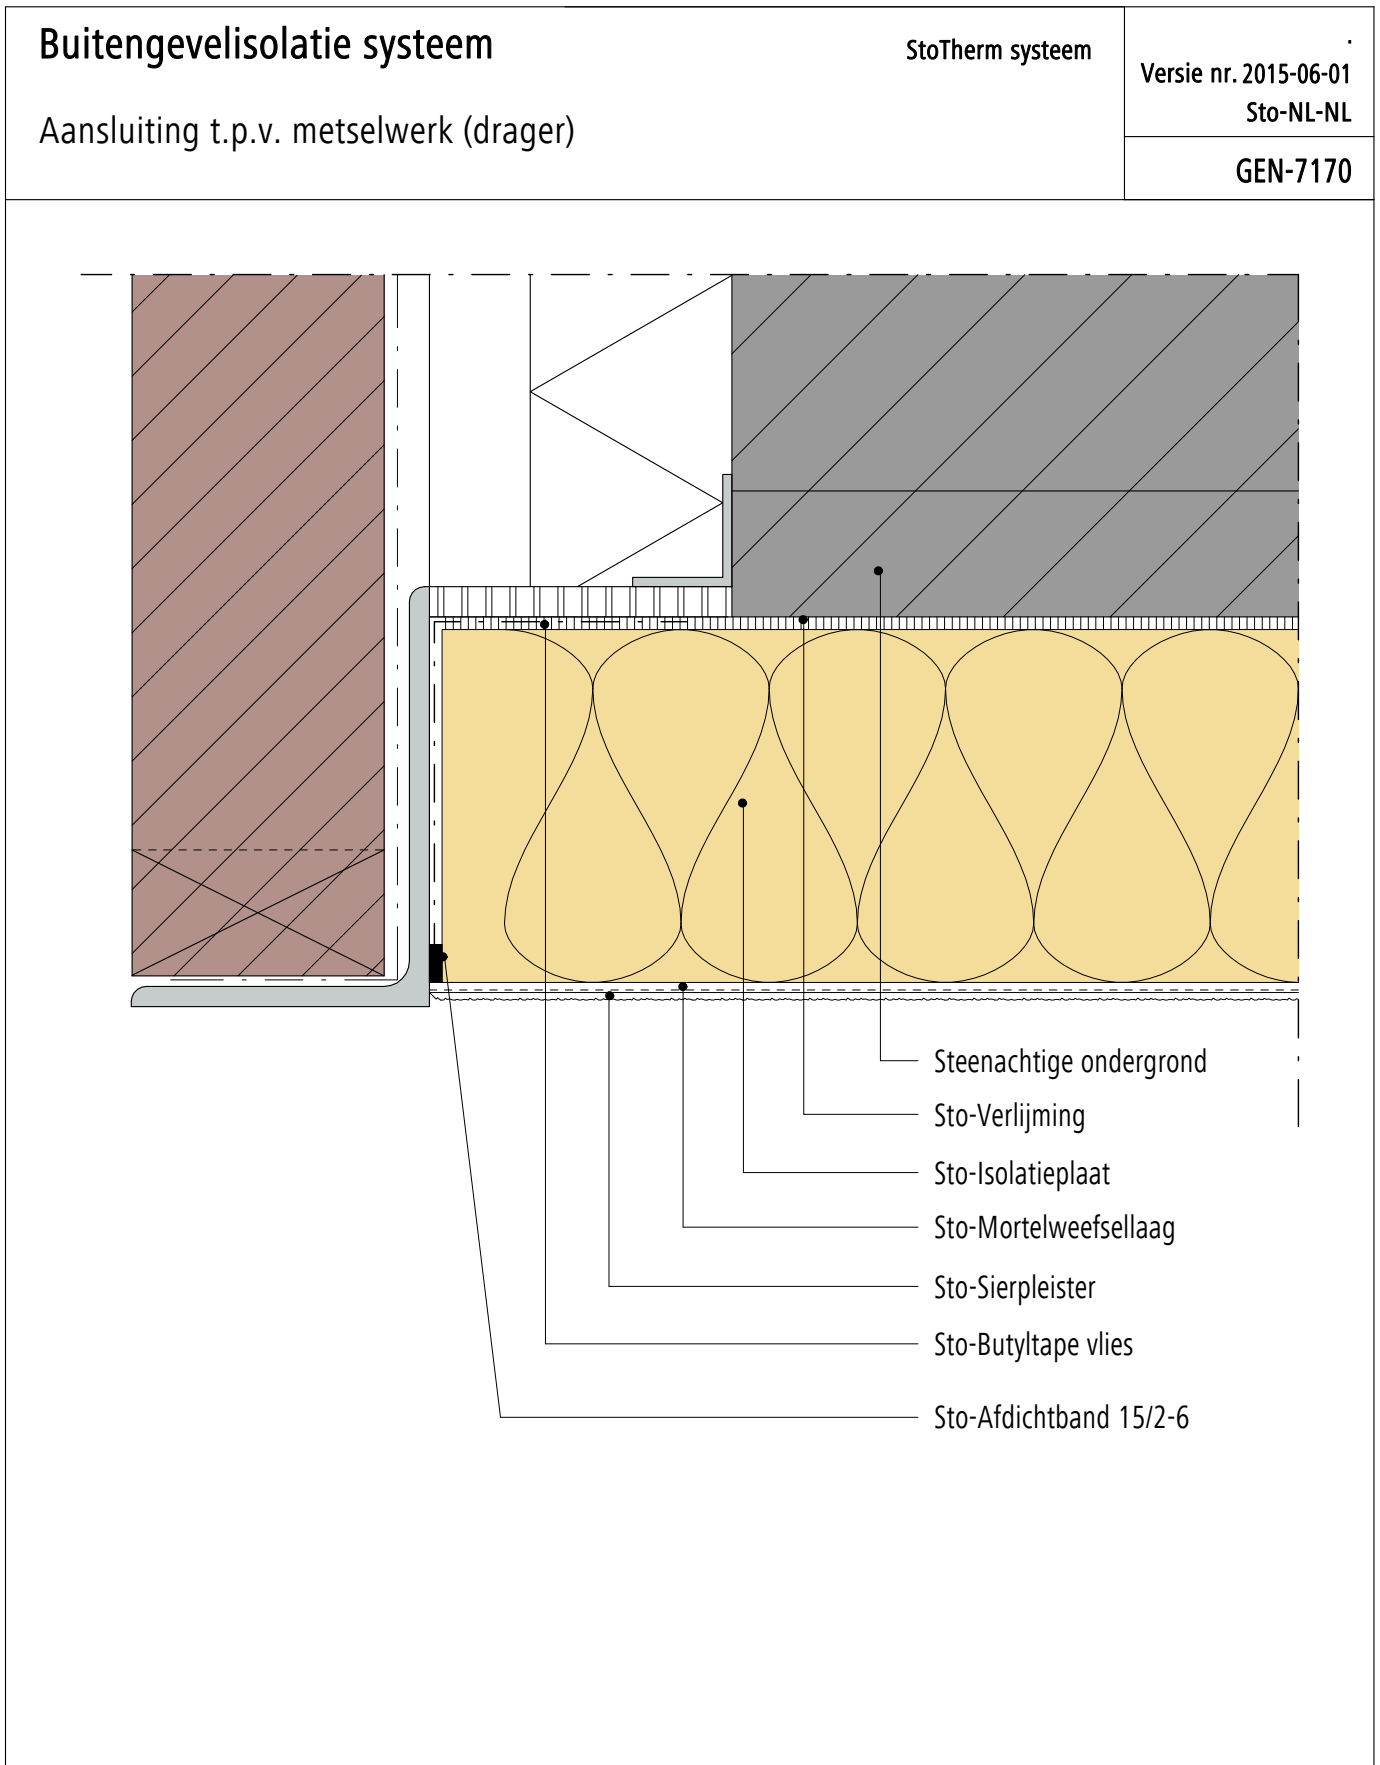 Buitengevelisolatie systeem
StoTherm systeem
.
Versie nr. 2015-06-01
Sto-NL-NL
Aansluiting t.p.v. metselwerk (drager)
GEN-7170
Steenachtige ondergrond
Sto-Verlijming
Sto-Isolatieplaat
Sto-Mortelweefsellaag
Sto-Sierpleister
Sto-Butyltape vlies
Sto-Afdichtband 15/2-6